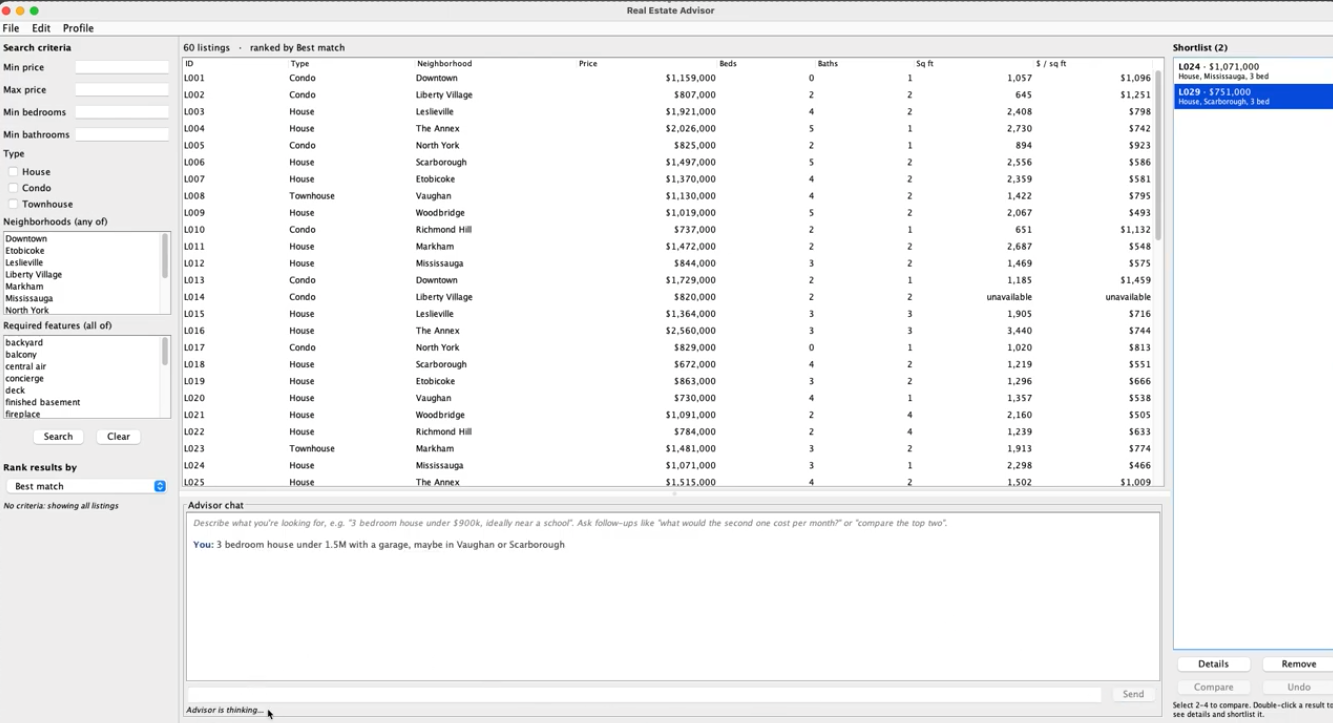 Real Estate Advisor
File Edit Profile
Search criteria
Min price
Max price
Min bedrooms
Min bathrooms
Type
House
Condo
Townhouse
Neighborhoods (any of)
Downtown
Etobicoke
Leslieville
Liberty Village
Markham
Mississauga
North York
Required features (all of)
backyard
balcony
central air
concierge
deck
finished basement
fireplace
Search Clear
Rank results by
Best match
No criteria: showing all listings
60 listings · ranked by Best match
ID Type Neighborhood Price Beds Baths Sq ft $ / sq ft
L001 Condo Downtown $1,159,000 0 1 1,057 $1,096
L002 Condo Liberty Village $807,000 2 2 645 $1,251
L003 House Leslieville $1,921,000 4 2 2,408 $798
L004 House The Annex $2,026,000 5 1 2,730 $742
L005 Condo North York $825,000 2 1 894 $923
L006 House Scarborough $1,497,000 5 2 2,556 $586
L007 House Etobicoke $1,370,000 4 2 2,359 $581
L008 Townhouse Vaughan $1,130,000 4 2 1,422 $795
L009 House Woodbridge $1,019,000 5 2 2,067 $493
L010 Condo Richmond Hill $737,000 2 1 651 $1,132
L011 House Markham $1,472,000 2 2 2,687 $548
L012 House Mississauga $844,000 3 2 1,469 $575
L013 Condo Downtown $1,729,000 2 1 1,185 $1,459
L014 Condo Liberty Village $820,000 2 2 unavailable unavailable
L015 House Leslieville $1,364,000 3 3 1,905 $716
L016 House The Annex $2,560,000 3 3 3,440 $744
L017 Condo North York $829,000 0 1 1,020 $813
L018 House Scarborough $672,000 4 2 1,219 $551
L019 House Etobicoke $863,000 3 2 1,296 $666
L020 House Vaughan $730,000 4 1 1,357 $538
L021 House Woodbridge $1,091,000 2 4 2,160 $505
L022 House Richmond Hill $784,000 2 4 1,239 $633
L023 Townhouse Markham $1,481,000 3 2 1,913 $774
L024 House Mississauga $1,071,000 3 1 2,298 $466
L025 House The Annex $1,515,000 4 2 1,502 $1,009
Advisor chat
Describe what you're looking for, e.g. "3 bedroom house under $900k, ideally near a school". Ask follow-ups like "what would the second one cost per month?" or "compare the top two".
You: 3 bedroom house under 1.5M with a garage, maybe in Vaughan or Scarborough
Send
Advisor is thinking...
Shortlist (2)
L024 - $1,071,000
House, Mississauga, 3 bed
L029 - $751,000
House, Scarborough, 3 bed
Details Remove
Compare Undo
Select 2-4 to compare. Double-click a result to
see details and shortlist it.